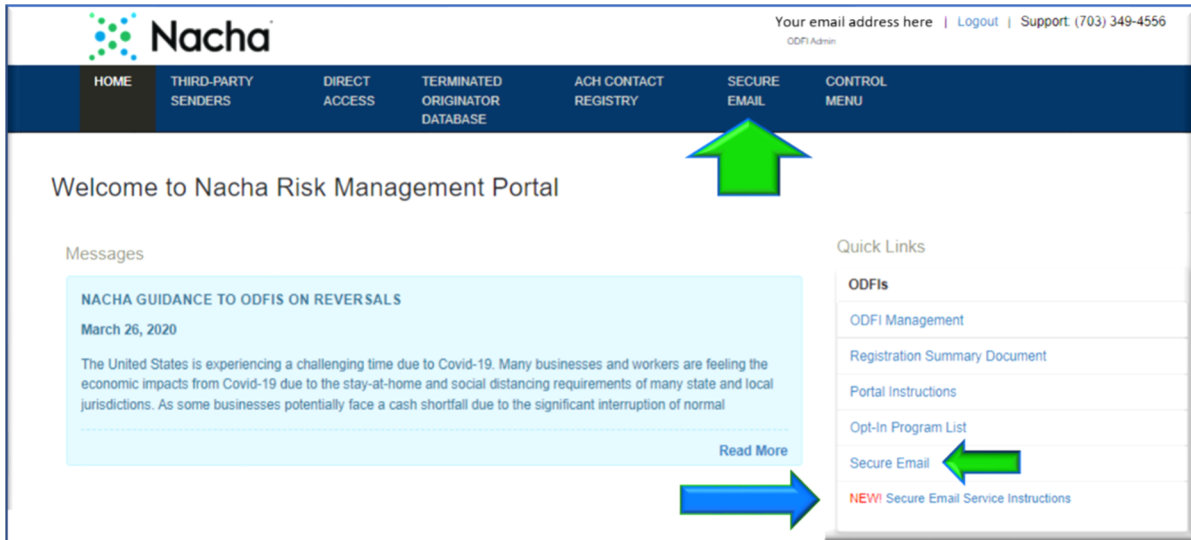 Nacha
Your email address here | Logout | Support: (703) 349-4556
ODFI Admin
HOME
THIRD-PARTY
SENDERS
DIRECT
ACCESS
TERMINATED
ORIGINATOR
DATABASE
ACH CONTACT
REGISTRY
SECURE
EMAIL
CONTROL
MENU
Welcome to Nacha Risk Management Portal
Messages
NACHA GUIDANCE TO ODFIS ON REVERSALS
March 26, 2020
The United States is experiencing a challenging time due to Covid-19. Many businesses and workers are feeling the
economic impacts from Covid-19 due to the stay-at-home and social distancing requirements of many state and local
jurisdictions. As some businesses potentially face a cash shortfall due to the significant interruption of normal
Read More
Quick Links
ODFIs
ODFI Management
Registration Summary Document
Portal Instructions
Opt-In Program List
Secure Email
NEW! Secure Email Service Instructions